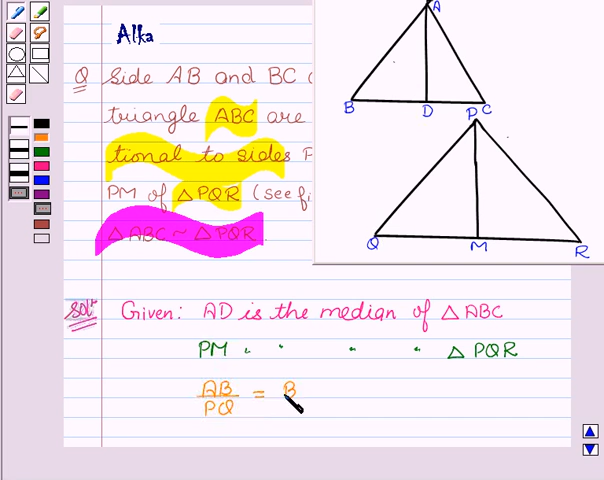 Alka
Q Side AB and BC
triangle ABC are
tional to sides P
PM of △PQR (see fi
△ABC ~ △PQR.
A
B D C
P
Q M R
Solⁿ Given: AD is the median of △ABC
PM " " " " △PQR
AB/PQ = B